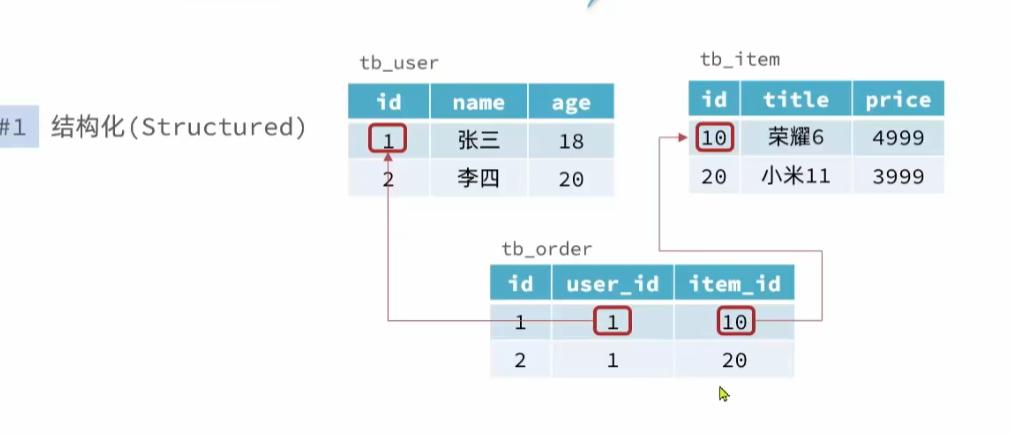 tb_user
id name age
1 张三 18
2 李四 20
tb_item
id title price
10 荣耀6 4999
20 小米11 3999
#1 结构化(Structured)
tb_order
id user_id item_id
1 1 10
2 1 20